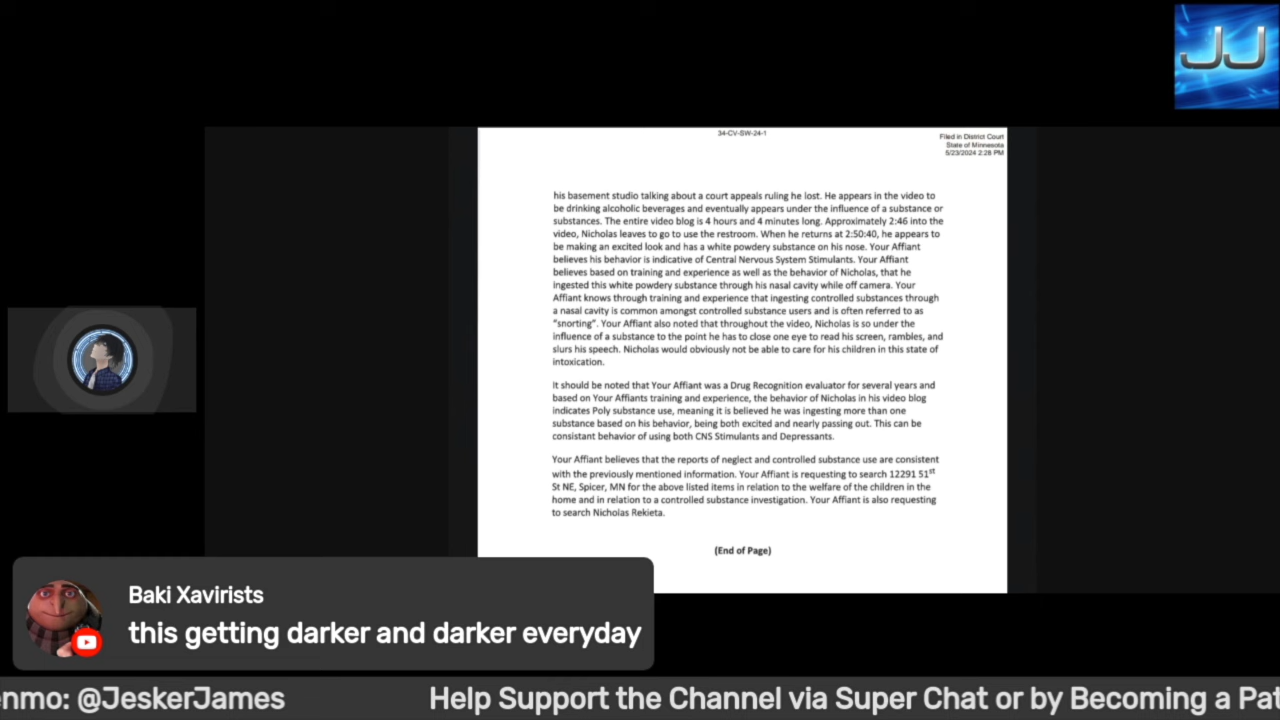 JJ
34-CV-SW-24-1
Filed in District Court
State of Minnesota
5/23/2024 2:28 PM
his basement studio talking about a court appeals ruling he lost. He appears in the video to
be drinking alcoholic beverages and eventually appears under the influence of a substance or
substances. The entire video blog is 4 hours and 4 minutes long. Approximately 2:46 into the
video, Nicholas leaves to go to use the restroom. When he returns at 2:50:40, he appears to
be making an excited look and has a white powdery substance on his nose. Your Affiant
believes his behavior is indicative of Central Nervous System Stimulants. Your Affiant
believes based on training and experience as well as the behavior of Nicholas, that he
ingested this white powdery substance through his nasal cavity while off camera. Your
Affiant knows through training and experience that ingesting controlled substances through
a nasal cavity is common amongst controlled substance users and is often referred to as
“snorting”. Your Affiant also noted that throughout the video, Nicholas is so under the
influence of a substance to the point he has to close one eye to read his screen, rambles, and
slurs his speech. Nicholas would obviously not be able to care for his children in this state of
intoxication.
It should be noted that Your Affiant was a Drug Recognition evaluator for several years and
based on Your Affiants training and experience, the behavior of Nicholas in his video blog
indicates Poly substance use, meaning it is believed he was ingesting more than one
substance based on his behavior, being both excited and nearly passing out. This can be
consistant behavior of using both CNS Stimulants and Depressants.
Your Affiant believes that the reports of neglect and controlled substance use are consistent
with the previously mentioned information. Your Affiant is requesting to search 12291 51st
St NE, Spicer, MN for the above listed items in relation to the welfare of the children in the
home and in relation to a controlled substance investigation. Your Affiant is also requesting
to search Nicholas Rekieta.
(End of Page)
Baki Xavirists
this getting darker and darker everyday
enmo: @JeskerJames Help Support the Channel via Super Chat or by Becoming a Pat